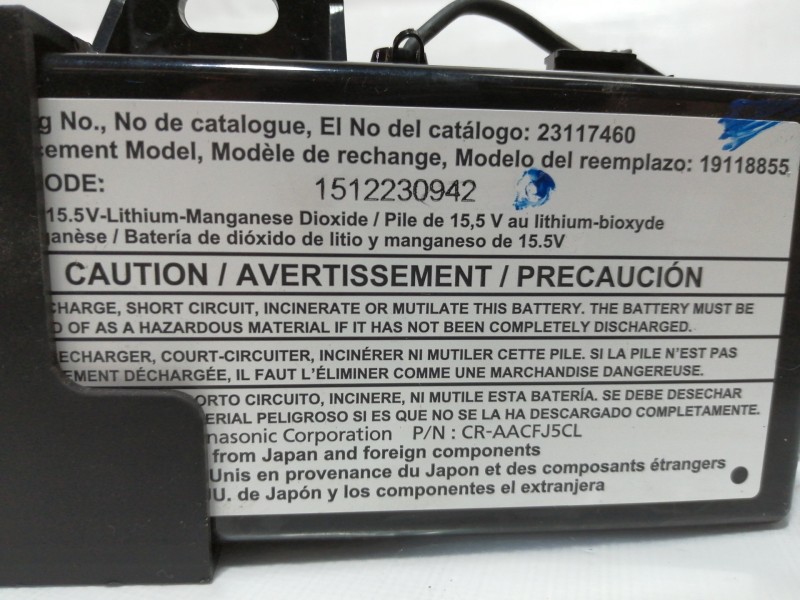 g No., No de catalogue, El No del catálogo: 23117460
cement Model, Modèle de rechange, Modelo del reemplazo: 19118855
ODE: 1512230942
15.5V-Lithium-Manganese Dioxide / Pile de 15,5 V au lithium-bioxyde
ganèse / Batería de dióxido de litio y manganeso de 15.5V
CAUTION / AVERTISSEMENT / PRECAUCIÓN
CHARGE, SHORT CIRCUIT, INCINERATE OR MUTILATE THIS BATTERY. THE BATTERY MUST BE
D OF AS A HAZARDOUS MATERIAL IF IT HAS NOT BEEN COMPLETELY DISCHARGED.
ECHARGER, COURT-CIRCUITER, INCINÉRER NI MUTILER CETTE PILE. SI LA PILE N'EST PAS
EMENT DÉCHARGÉE, IL FAUT L'ÉLIMINER COMME UNE MARCHANDISE DANGEREUSE.
ORTO CIRCUITO, INCINERE, NI MUTILE ESTA BATERÍA. SE DEBE DESECHAR
ERIAL PELIGROSO SI ES QUE NO SE LA HA DESCARGADO COMPLETAMENTE.
nasonic Corporation P/N : CR-AACFJ5CL
from Japan and foreign components
Unis en provenance du Japon et des composants étrangers
UU. de Japón y los componentes el extranjera